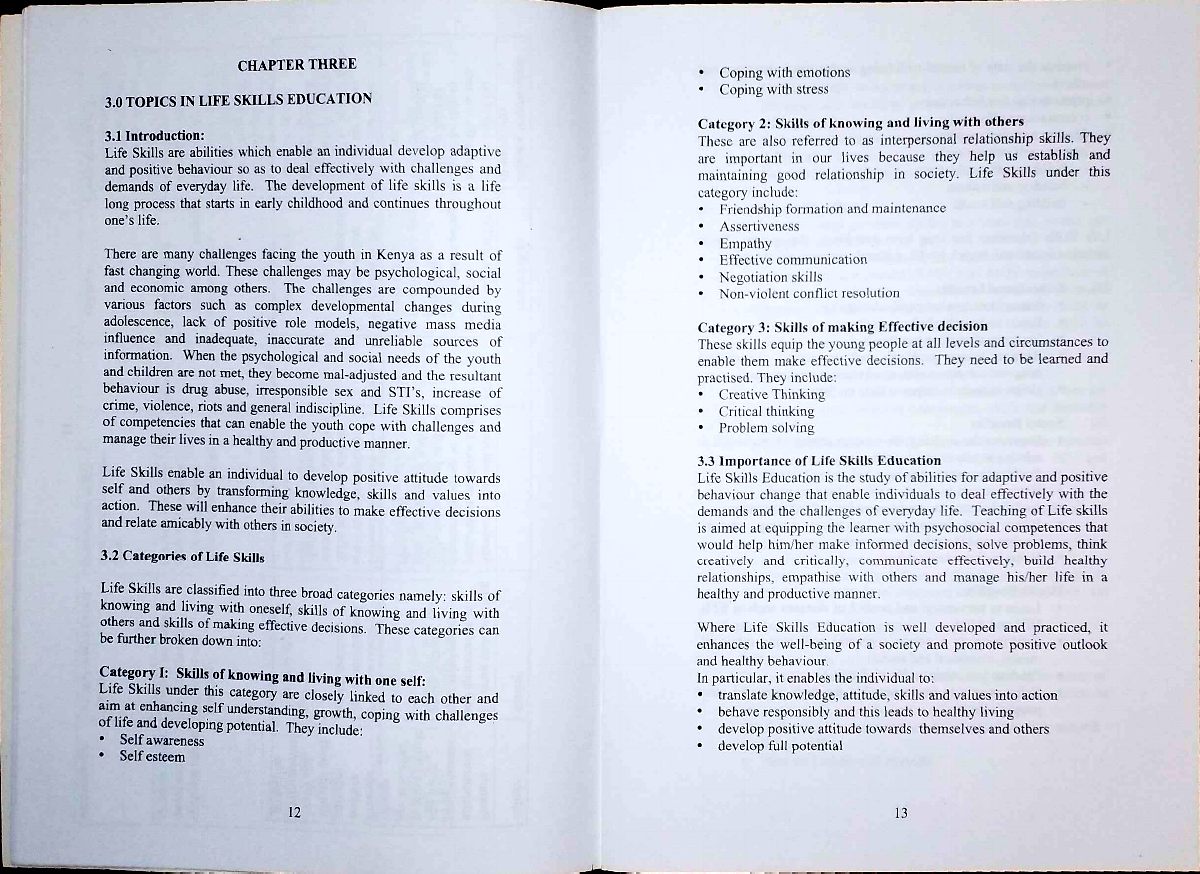 CHAPTER THREE
3.0 TOPICS IN LIFE SKILLS EDUCATION
3.1 Introduction:
Life Skills are abilities which enable an individual develop adaptive
and positive behaviour so as to deal effectively with challenges and
demands of everyday life. The development of life skills is a life
long process that starts in early childhood and continues throughout
one's life.
There are many challenges facing the youth in Kenya as a result of
fast changing world. These challenges may be psychological, social
and economic among others. The challenges are compounded by
various factors such as complex developmental changes during
adolescence, lack of positive role models, negative mass media
influence and inadequate, inaccurate and unreliable sources of
information. When the psychological and social needs of the youth
and children are not met, they become mal-adjusted and the resultant
behaviour is drug abuse, irresponsible sex and STI's, increase of
crime, violence, riots and general indiscipline. Life Skills comprises
of competencies that can enable the youth cope with challenges and
manage their lives in a healthy and productive manner.
Life Skills enable an individual to develop positive attitude towards
self and others by transforming knowledge, skills and values into
action. These will enhance their abilities to make effective decisions
and relate amicably with others in society.
3.2 Categories of Life Skills
Life Skills are classified into three broad categories namely: skills of
knowing and living with oneself, skills of knowing and living with
others and skills of making effective decisions. These categories can
be further broken down into:
Category I: Skills of knowing and living with one self:
Life Skills under this category are closely linked to each other and
aim at enhancing self understanding, growth, coping with challenges
of life and developing potential. They include:
• Self awareness
• Self esteem
12
• Coping with emotions
• Coping with stress
Category 2: Skills of knowing and living with others
These are also referred to as interpersonal relationship skills. They
are important in our lives because they help us establish and
maintaining good relationship in society. Life Skills under this
category include:
• Friendship formation and maintenance
• Assertiveness
• Empathy
• Effective communication
• Negotiation skills
• Non-violent conflict resolution
Category 3: Skills of making Effective decision
These skills equip the young people at all levels and circumstances to
enable them make effective decisions. They need to be learned and
practised. They include:
• Creative Thinking
• Critical thinking
• Problem solving
3.3 Importance of Life Skills Education
Life Skills Education is the study of abilities for adaptive and positive
behaviour change that enable individuals to deal effectively with the
demands and the challenges of everyday life. Teaching of Life skills
is aimed at equipping the learner with psychosocial competences that
would help him/her make informed decisions, solve problems, think
creatively and critically, communicate effectively, build healthy
relationships, empathise with others and manage his/her life in a
healthy and productive manner.
Where Life Skills Education is well developed and practiced, it
enhances the well-being of a society and promote positive outlook
and healthy behaviour.
In particular, it enables the individual to:
• translate knowledge, attitude, skills and values into action
• behave responsibly and this leads to healthy living
• develop positive attitude towards themselves and others
• develop full potential
13